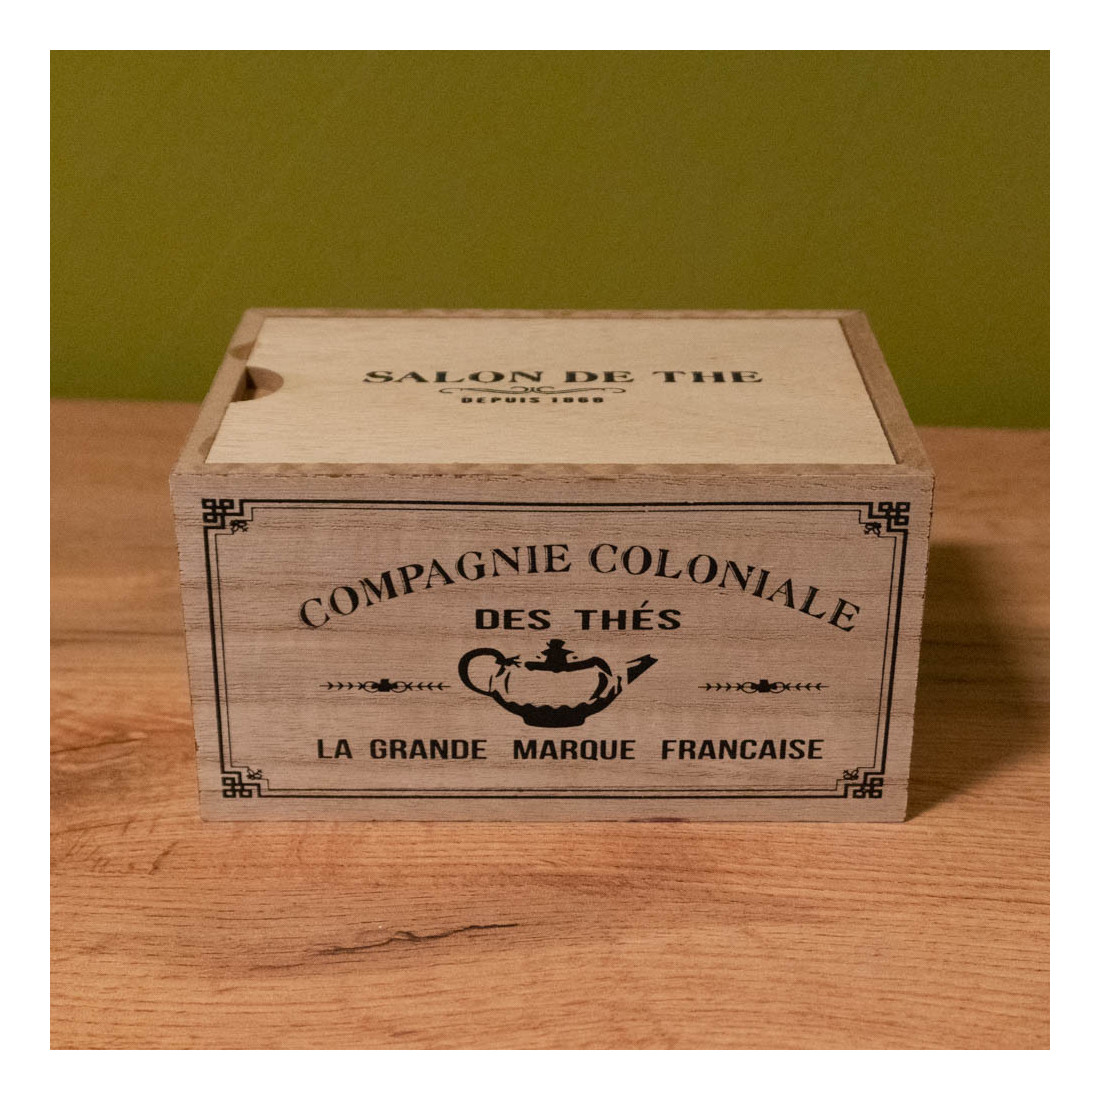 SALON DE THE
DEPUIS 1868
COMPAGNIE COLONIALE
DES THÉS
LA GRANDE MARQUE FRANCAISE